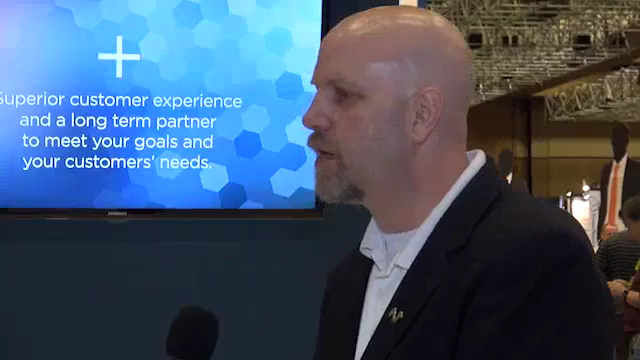 Superior customer experience
and a long term partner
to meet your goals and
your customers' needs.